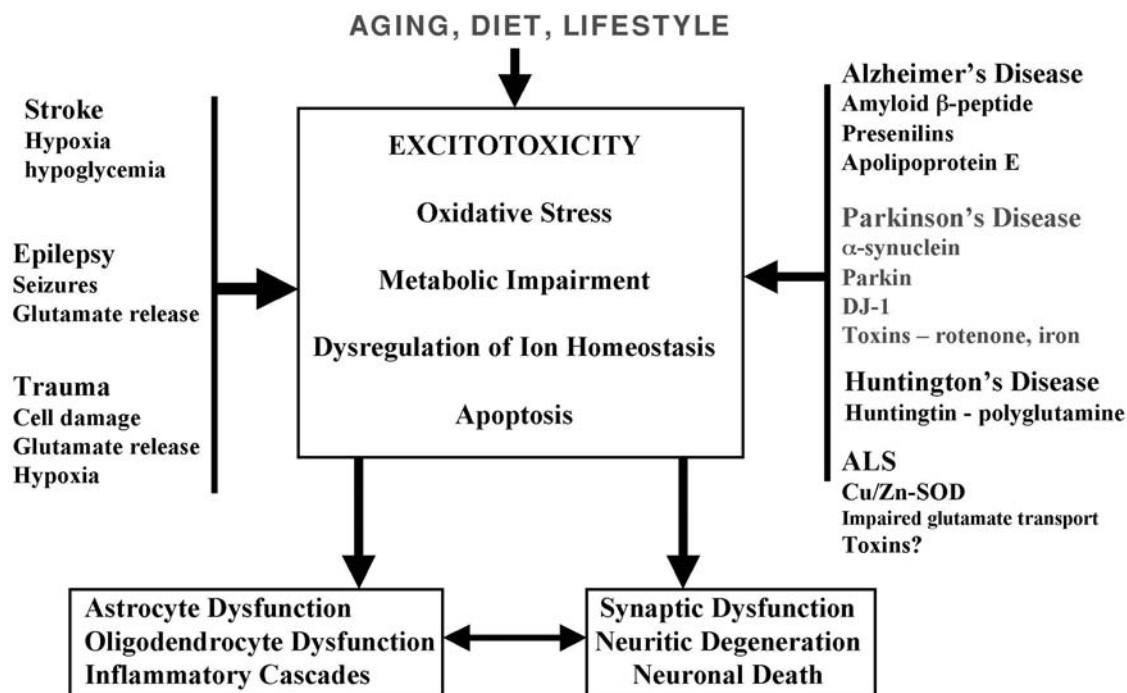 AGING, DIET, LIFESTYLE
Stroke
Hypoxia
hypoglycemia
Epilepsy
Seizures
Glutamate release
Trauma
Cell damage
Glutamate release
Hypoxia
EXCITOTOXICITY
Oxidative Stress
Metabolic Impairment
Dysregulation of Ion Homeostasis
Apoptosis
Alzheimer's Disease
Amyloid β-peptide
Presenilins
Apolipoprotein E
Parkinson's Disease
α-synuclein
Parkin
DJ-1
Toxins – rotenone, iron
Huntington's Disease
Huntingtin - polyglutamine
ALS
Cu/Zn-SOD
Impaired glutamate transport
Toxins?
Astrocyte Dysfunction
Oligodendrocyte Dysfunction
Inflammatory Cascades
Synaptic Dysfunction
Neuritic Degeneration
Neuronal Death